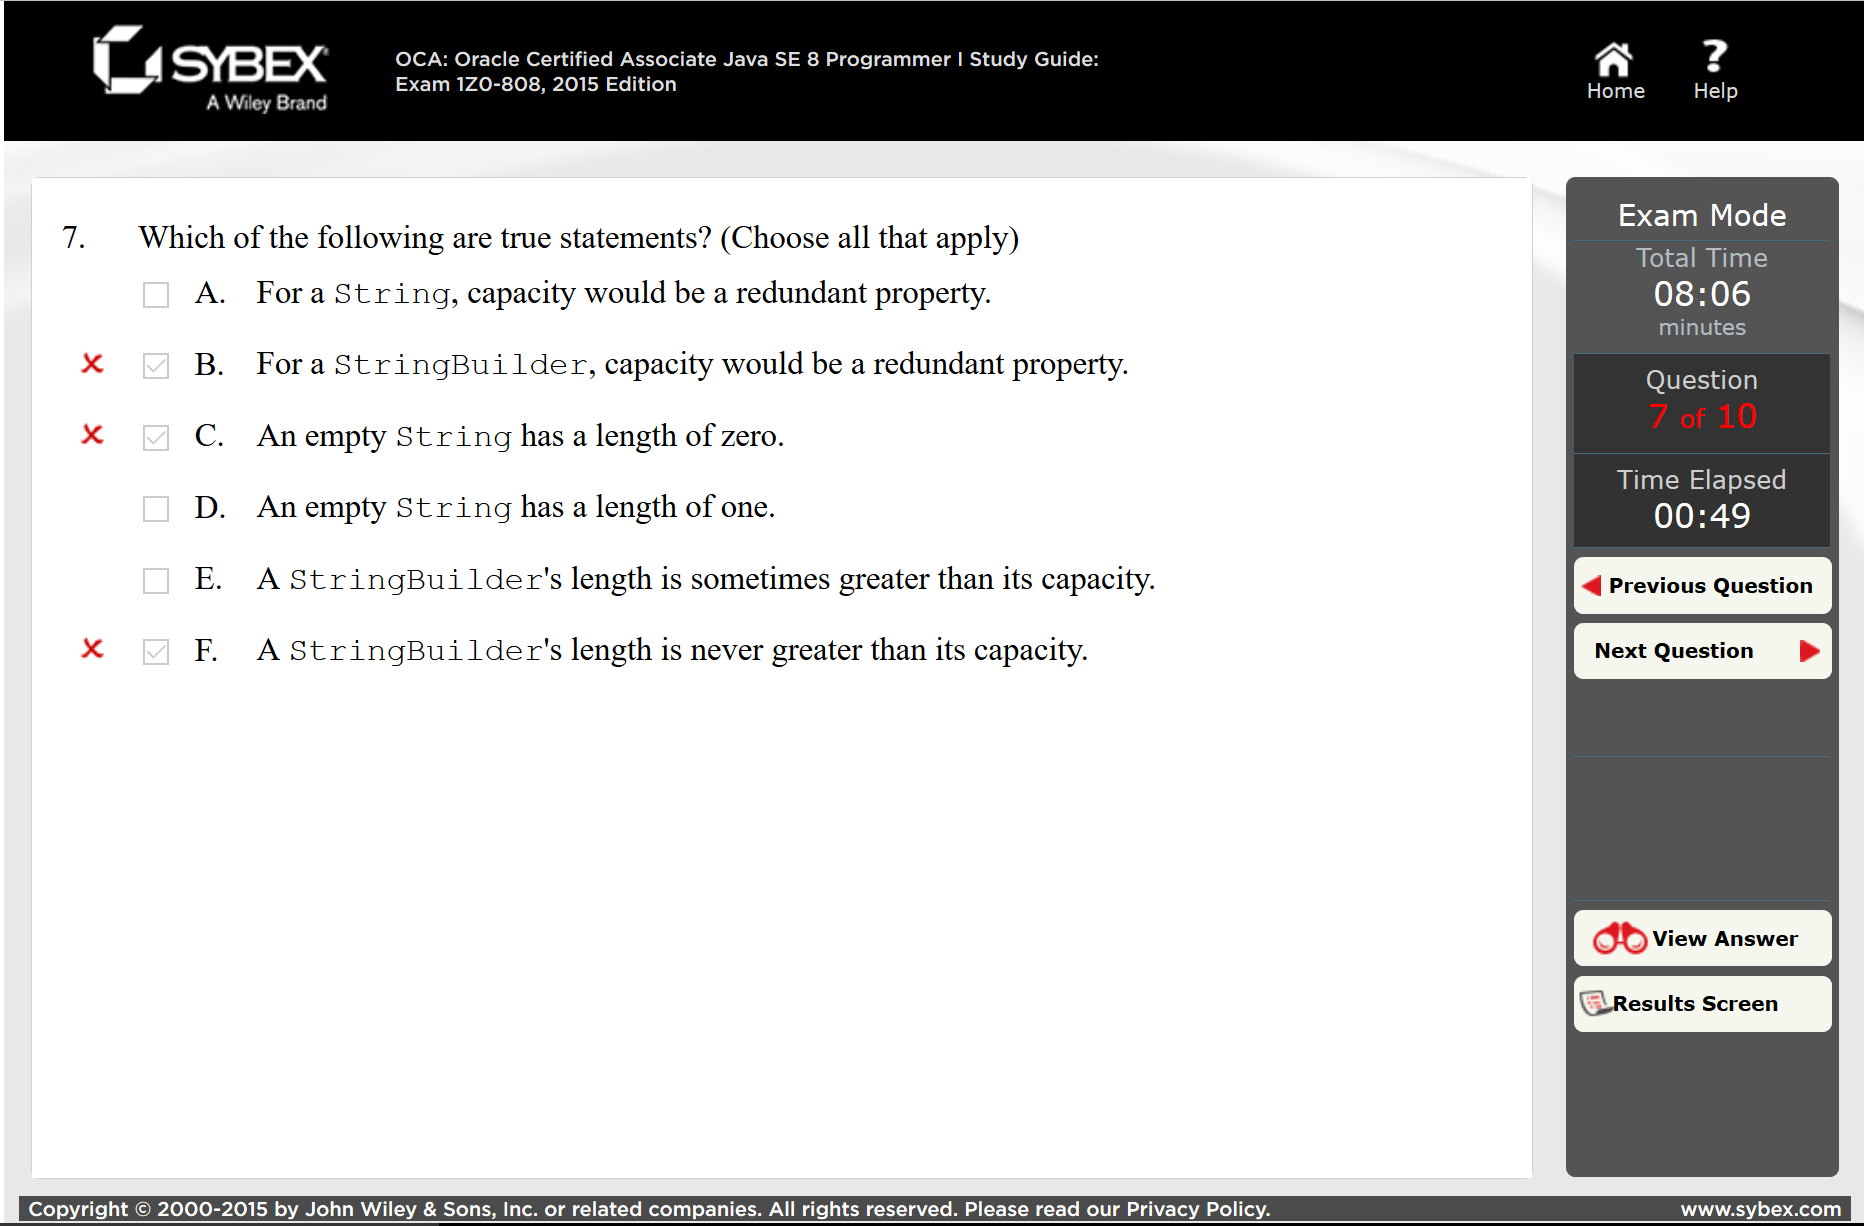 SYBEX
A Wiley Brand
OCA: Oracle Certified Associate Java SE 8 Programmer I Study Guide:
Exam 1Z0-808, 2015 Edition
Home
Help
7. Which of the following are true statements? (Choose all that apply)
A. For a String, capacity would be a redundant property.
B. For a StringBuilder, capacity would be a redundant property.
C. An empty String has a length of zero.
D. An empty String has a length of one.
E. A StringBuilder's length is sometimes greater than its capacity.
F. A StringBuilder's length is never greater than its capacity.
Exam Mode
Total Time
08:06
minutes
Question
7 of 10
Time Elapsed
00:49
Previous Question
Next Question
View Answer
Results Screen
Copyright © 2000-2015 by John Wiley & Sons, Inc. or related companies. All rights reserved. Please read our Privacy Policy.
www.sybex.com